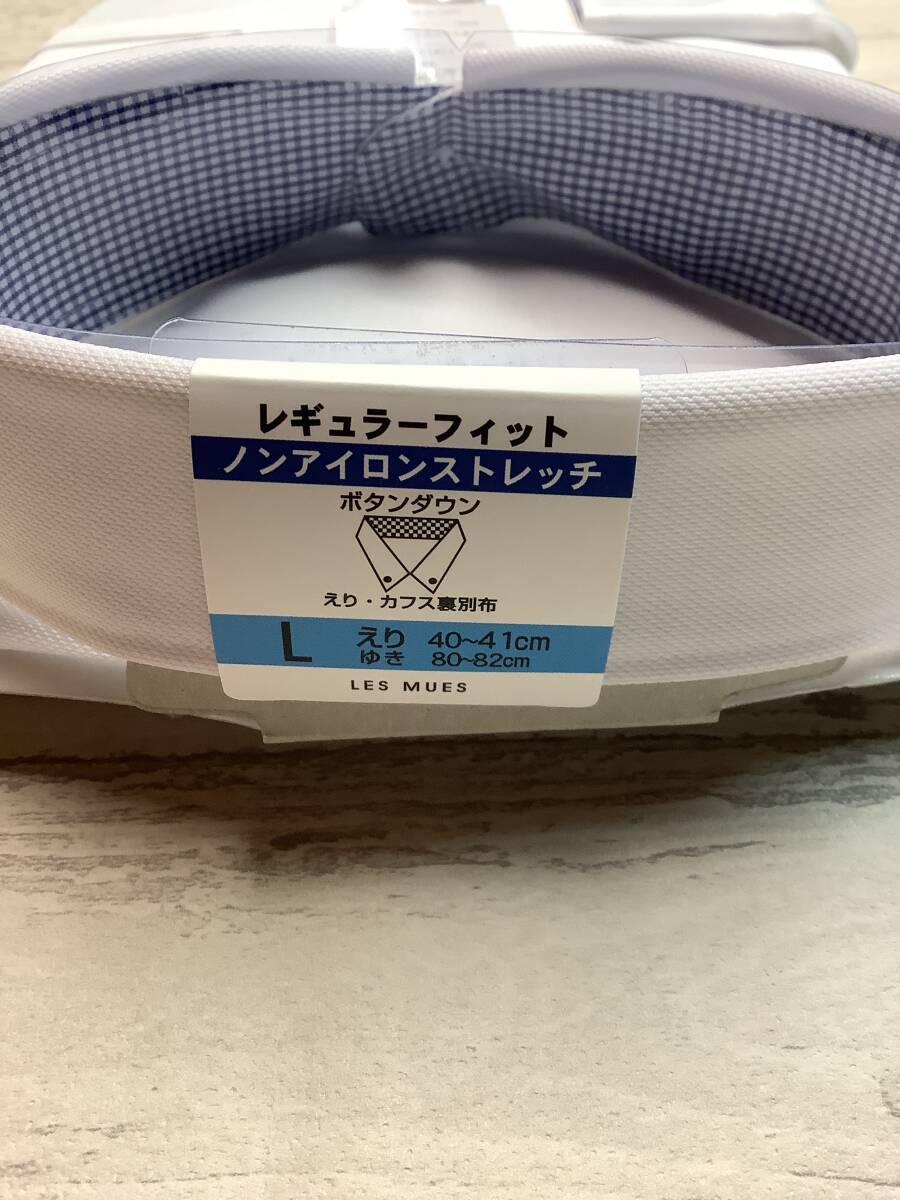 レギュラーフィット
ノンアイロンストレッチ
ボタンダウン
えり・カフス裏別布
L えり 40~41cm
ゆき 80~82cm
LES MUES